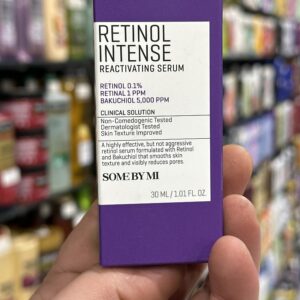 RETINOL
INTENSE
REACTIVATING SERUM
RETINOL 0.1%
RETINAL 1 PPM
BAKUCHIOL 5,000 PPM
CLINICAL SOLUTION
Non-Comedogenic Tested
Dermatologist Tested
Skin Texture Improved
A highly effective, but not aggressive
retinol serum formulated with Retinol
and Bakuchiol that smooths skin
texture and visibly reduces pores
SOME BY MI
30 ML / 1.01 FL. OZ.